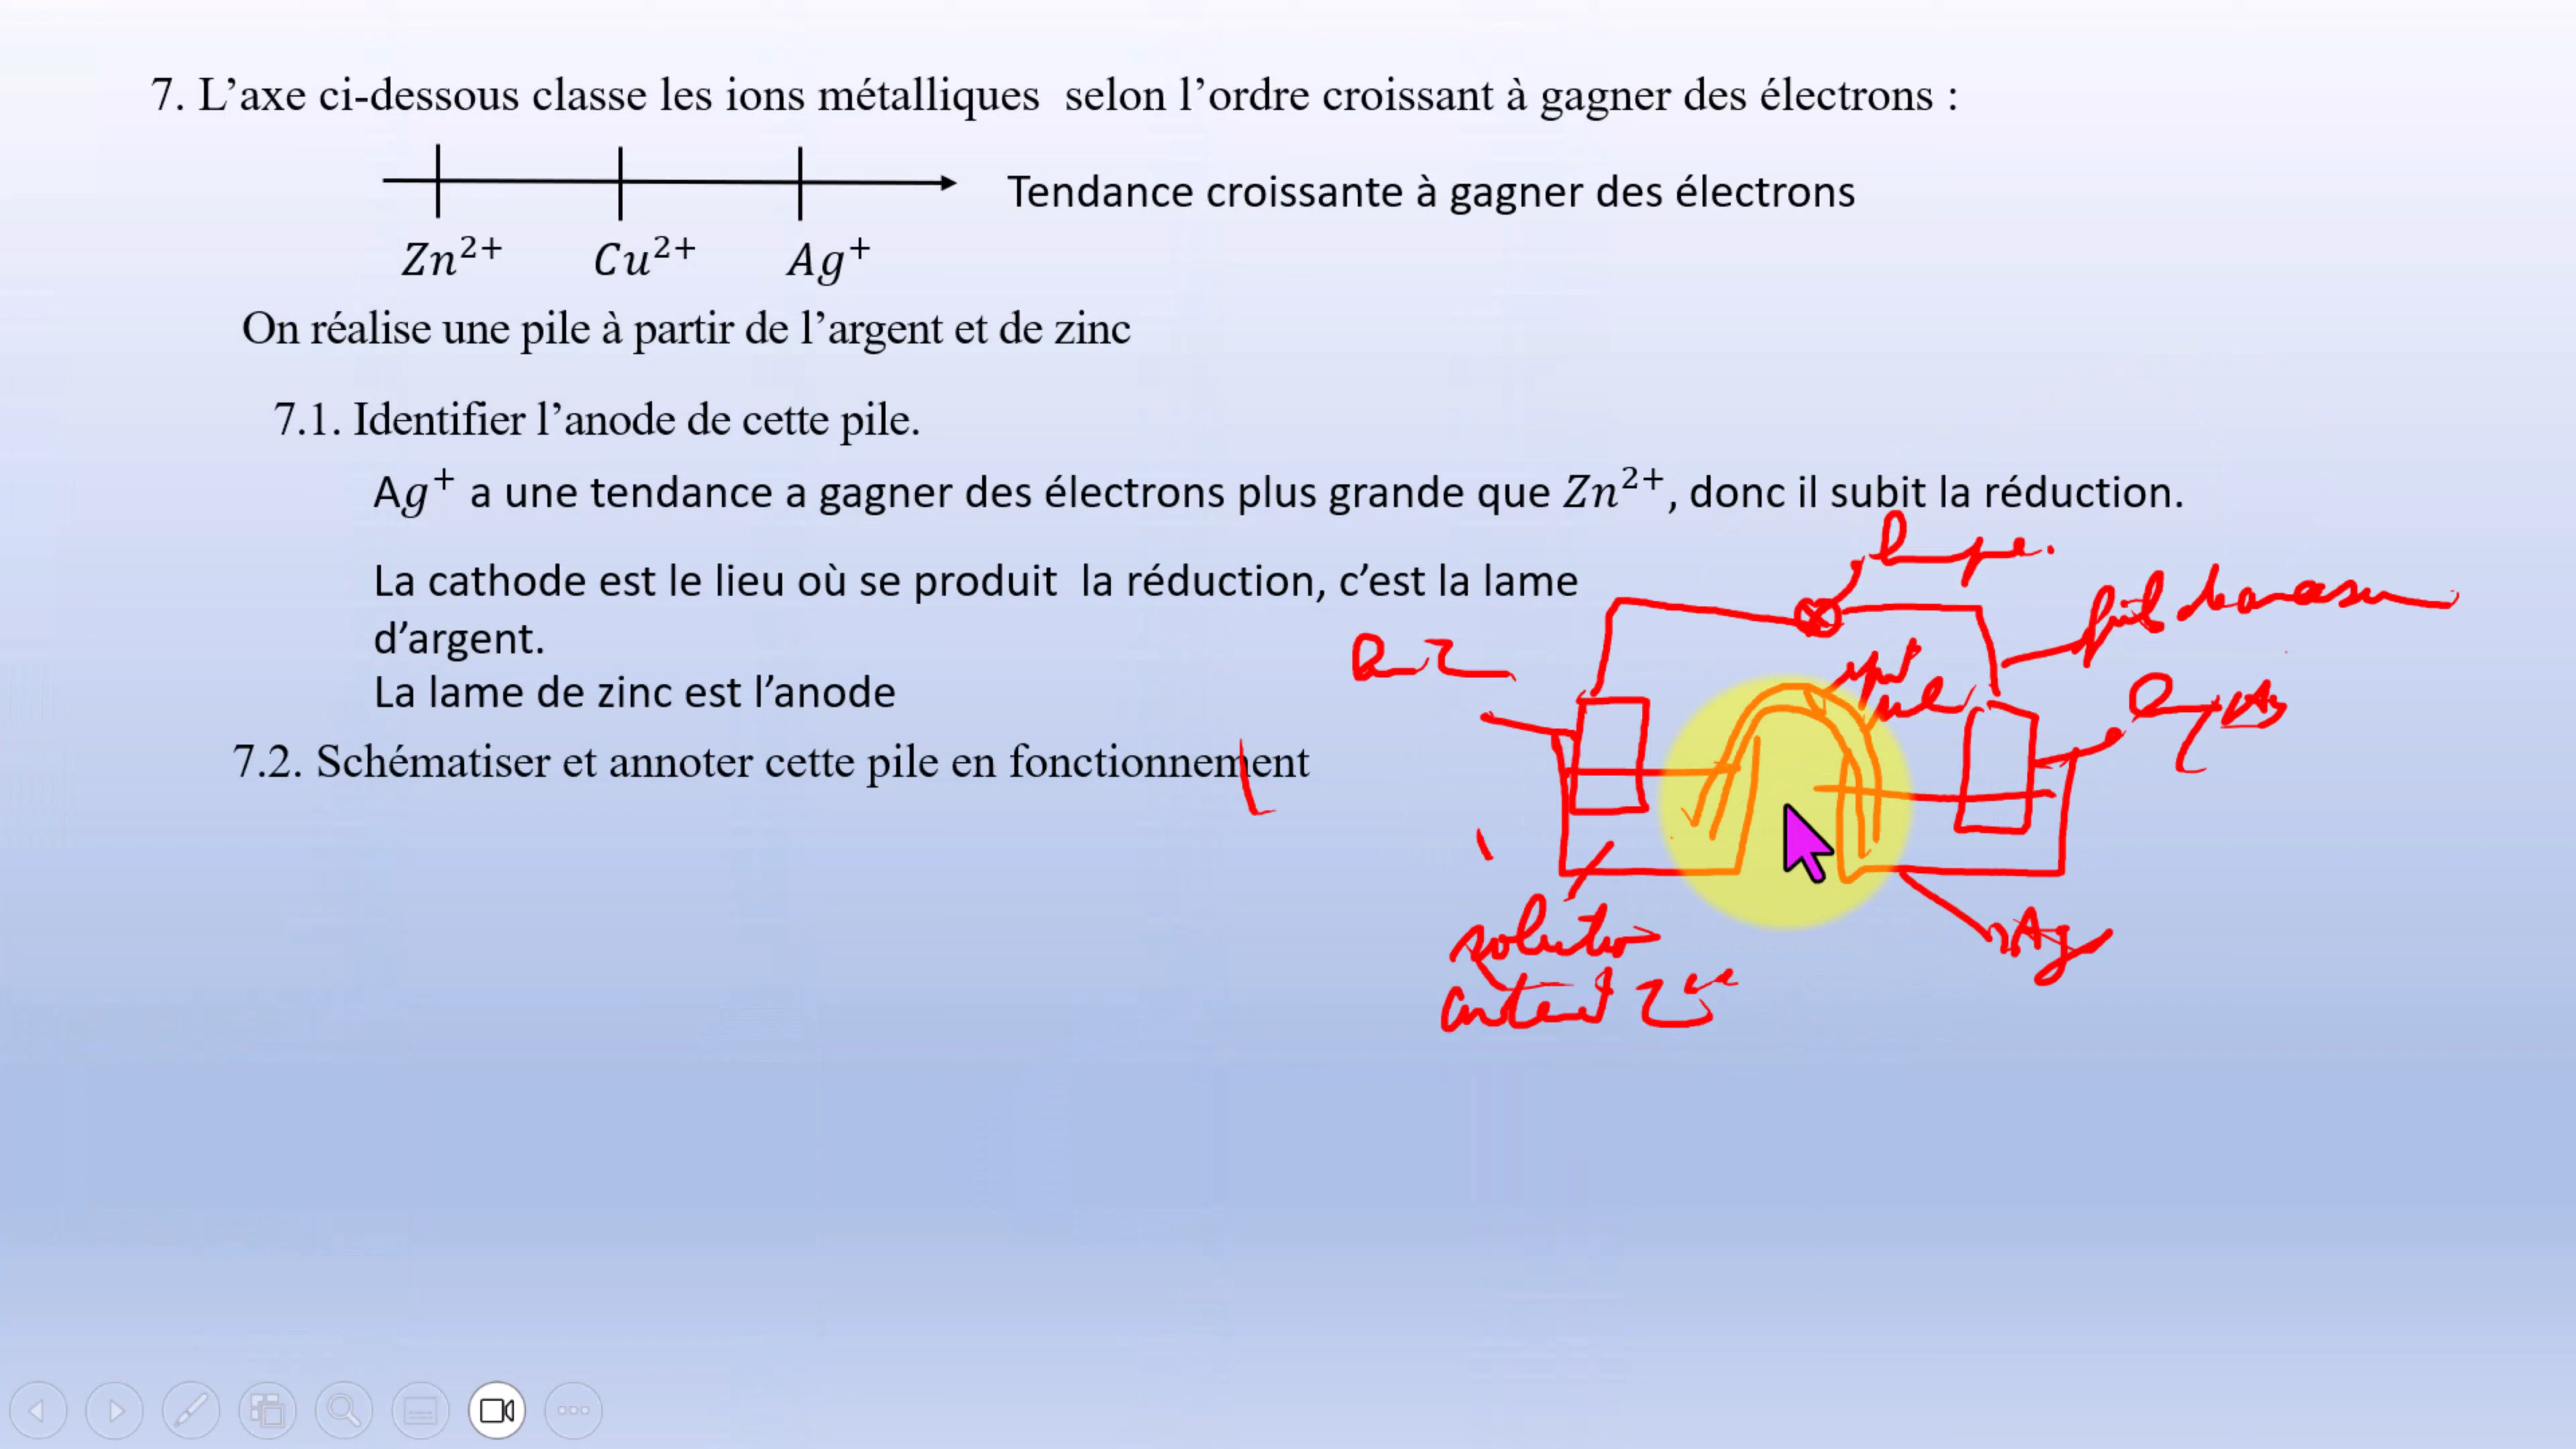 7. L’axe ci-dessous classe les ions métalliques selon l’ordre croissant à gagner des électrons :
Tendance croissante à gagner des électrons
Zn²⁺ Cu²⁺ Ag⁺
On réalise une pile à partir de l’argent et de zinc
7.1. Identifier l’anode de cette pile.
Ag⁺ a une tendance a gagner des électrons plus grande que Zn²⁺, donc il subit la réduction.
La cathode est le lieu où se produit la réduction, c’est la lame
d’argent.
La lame de zinc est l’anode
7.2. Schématiser et annoter cette pile en fonctionnement
solution
Ag